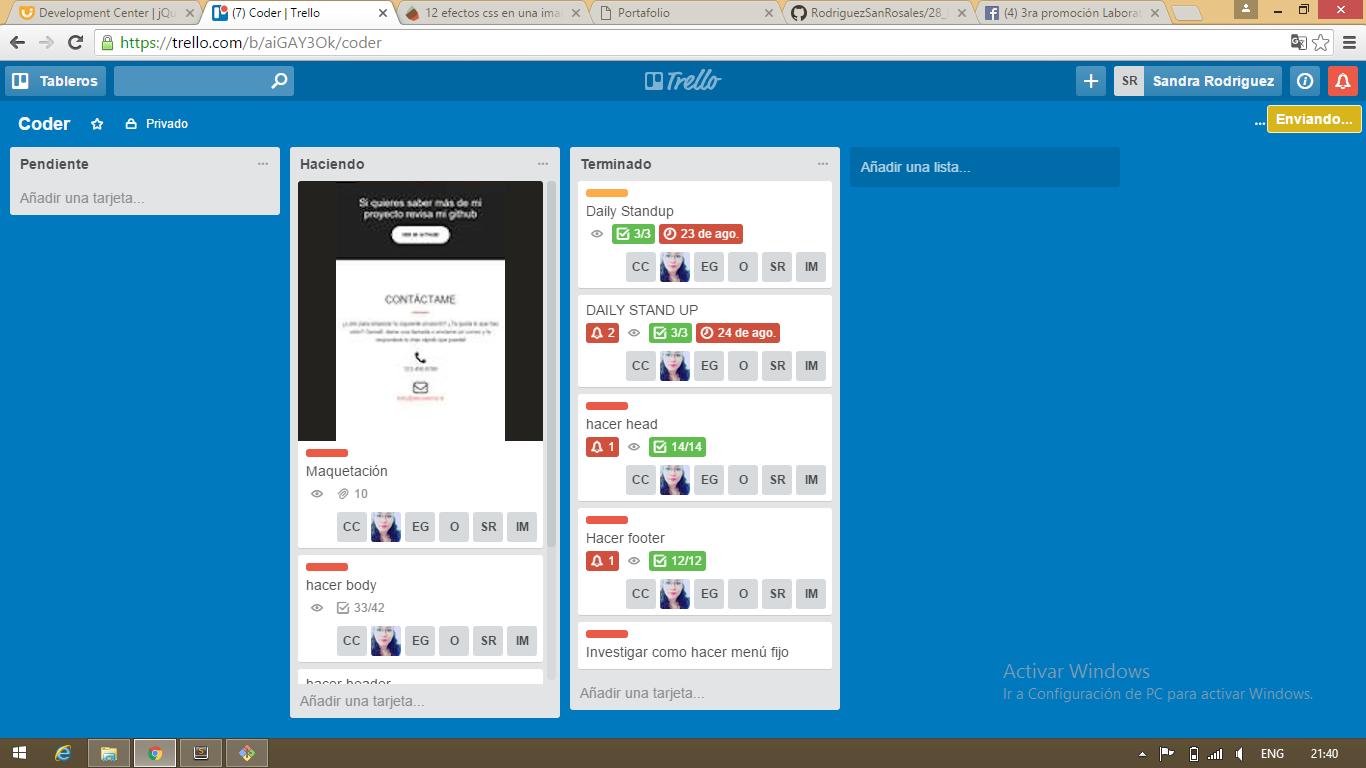 Development Center | jQu
(7) Coder | Trello
12 efectos css en una ima
Portafolio
RodriguezSanRosales/28_
(4) 3ra promoción Laborat
https://trello.com/b/aiGAY3Ok/coder
Tableros
Trello
SR
Sandra Rodríguez
Coder
Privado
...
Enviando...
Pendiente
Añadir una tarjeta...
Haciendo
Si quieres saber más de mi
proyecto revisa mi github
CONTÁCTAME
Maquetación
10
CC EG O SR IM
hacer body
33/42
CC EG O SR IM
hacer header
Añadir una tarjeta...
Terminado
Daily Standup
3/3 23 de ago.
CC EG O SR IM
DAILY STAND UP
2 3/3 24 de ago.
CC EG O SR IM
hacer head
1 14/14
CC EG O SR IM
Hacer footer
1 12/12
CC EG O SR IM
Investigar como hacer menú fijo
Añadir una tarjeta...
Añadir una lista...
Activar Windows
Ir a Configuración de PC para activar Windows.
ENG
21:40